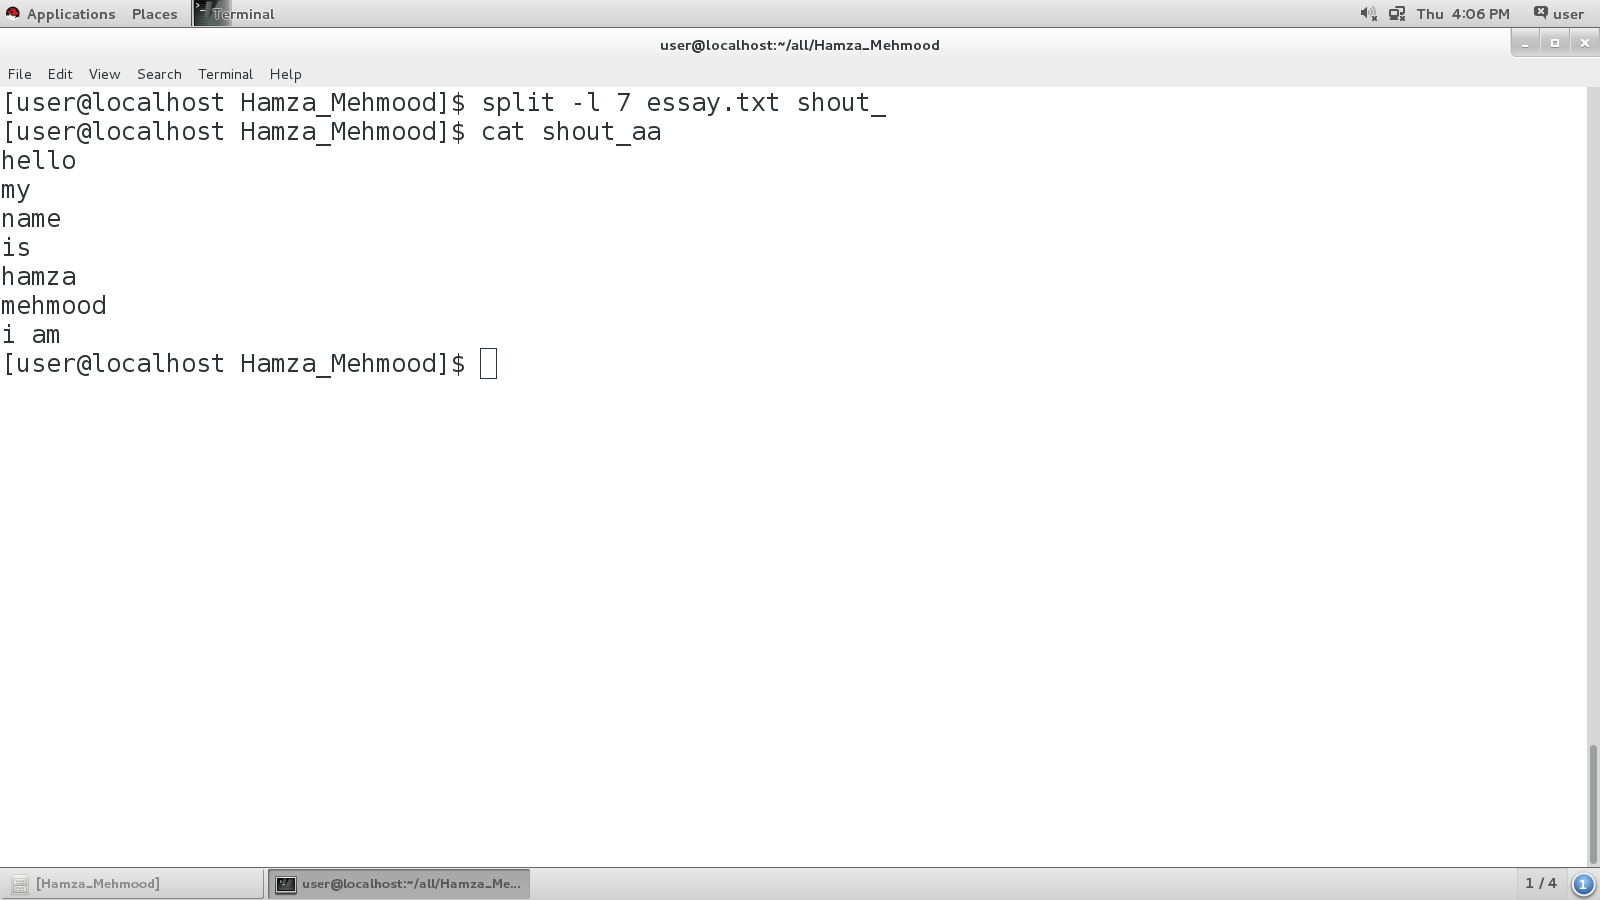 Applications Places Terminal Thu 4:06 PM user
user@localhost:~/all/Hamza_Mehmood
File Edit View Search Terminal Help
[user@localhost Hamza_Mehmood]$ split -l 7 essay.txt shout_
[user@localhost Hamza_Mehmood]$ cat shout_aa
hello
my
name
is
hamza
mehmood
i am
[user@localhost Hamza_Mehmood]$
[Hamza_Mehmood] user@localhost:~/all/Hamza_Me... 1 / 4 1